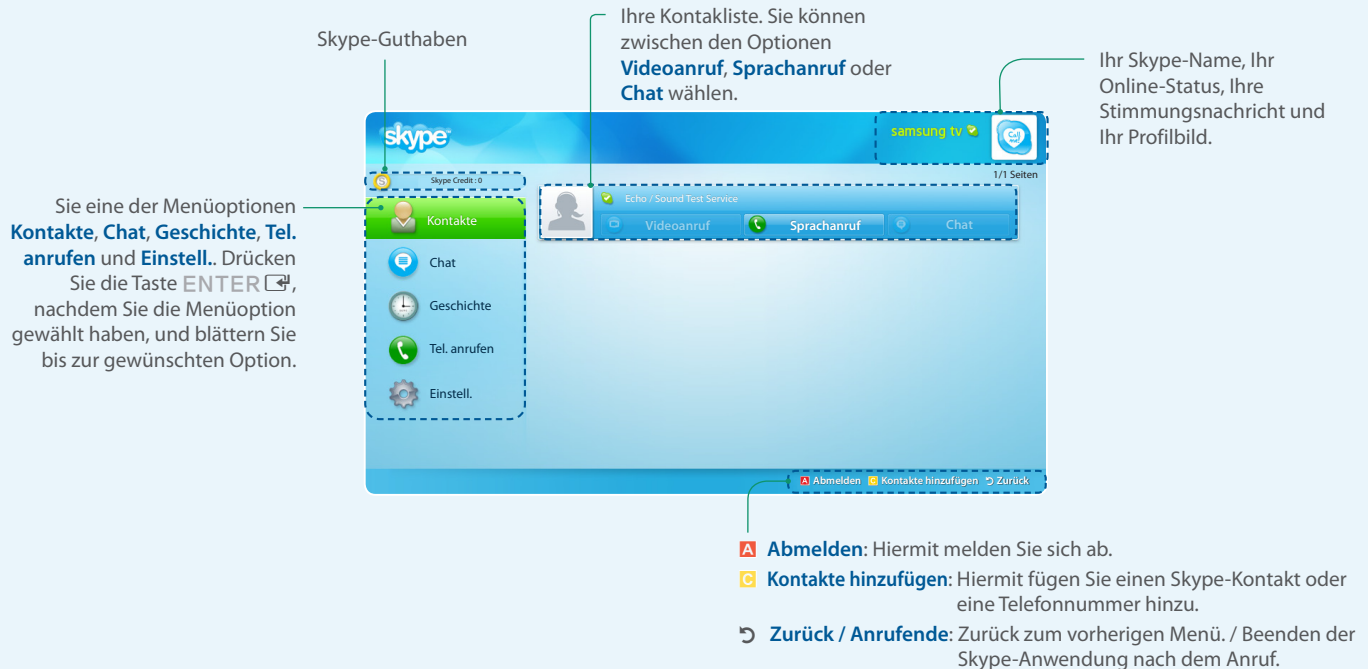 Skype-Guthaben
Ihre Kontakliste. Sie können
zwischen den Optionen
Videoanruf, Sprachanruf oder
Chat wählen.
Ihr Skype-Name, Ihr
Online-Status, Ihre
Stimmungsnachricht und
Ihr Profilbild.
Sie eine der Menüoptionen
Kontakte, Chat, Geschichte, Tel.
anrufen und Einstell.. Drücken
Sie die Taste ENTER,
nachdem Sie die Menüoption
gewählt haben, und blättern Sie
bis zur gewünschten Option.
skype
samsung tv
Call me!
1/1 Seiten
S Skype Credit : 0
Kontakte
Chat
Geschichte
Tel. anrufen
Einstell.
Echo / Sound Test Service
Videoanruf Sprachanruf Chat
A Abmelden C Kontakte hinzufügen Zurück
A Abmelden: Hiermit melden Sie sich ab.
C Kontakte hinzufügen: Hiermit fügen Sie einen Skype-Kontakt oder
eine Telefonnummer hinzu.
Zurück / Anrufende: Zurück zum vorherigen Menü. / Beenden der
Skype-Anwendung nach dem Anruf.